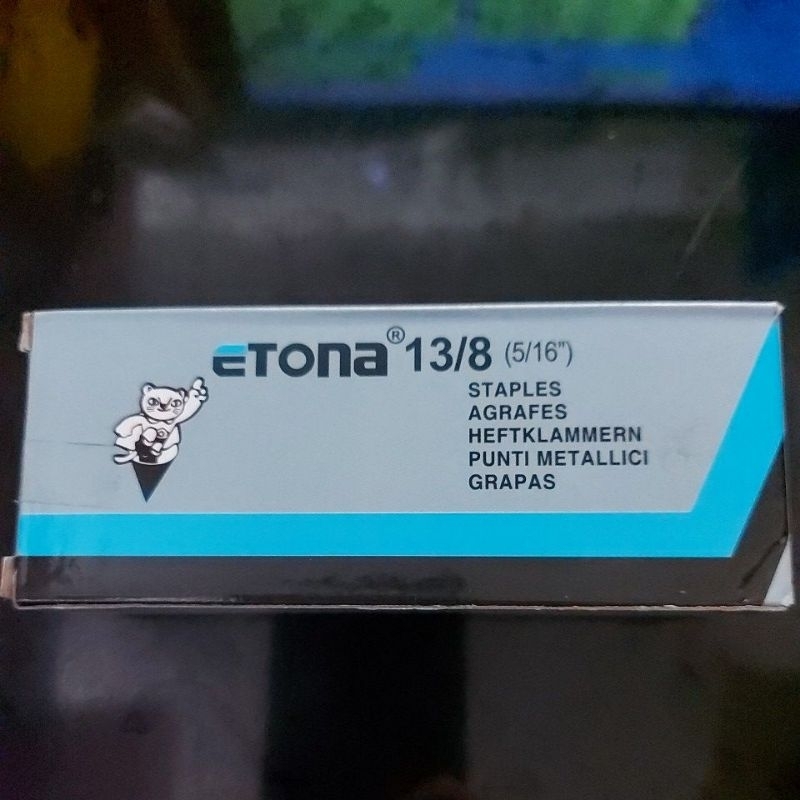 ETONA® 13/8 (5/16")
STAPLES
AGRAFES
HEFTKLAMMERN
PUNTI METALLICI
GRAPAS